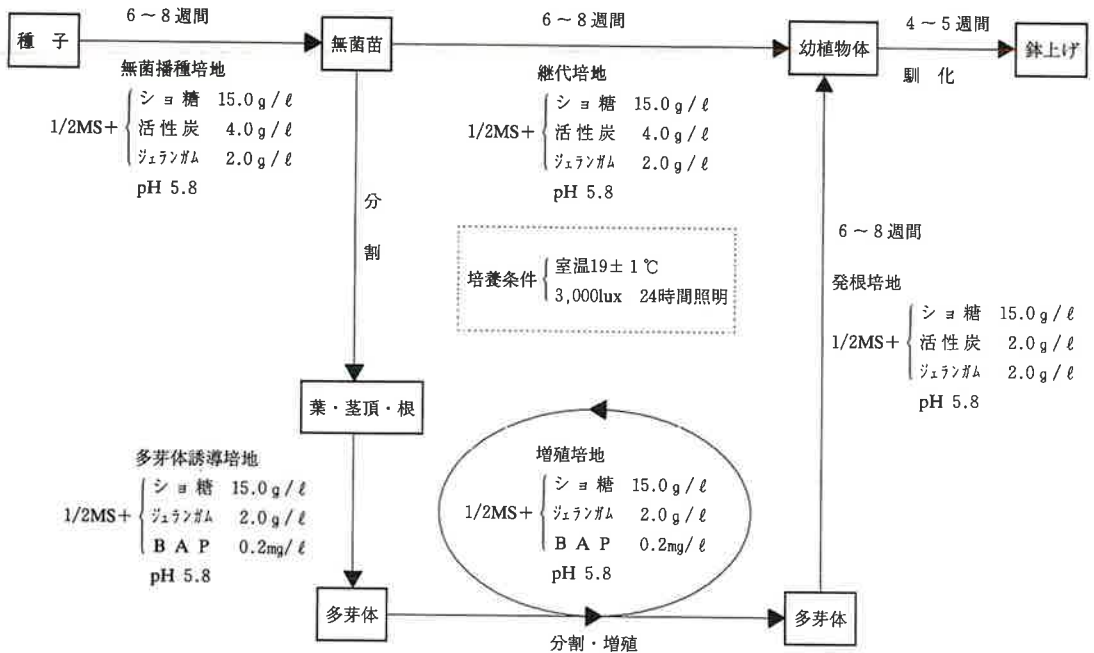 種 子
6～8週間
無菌苗
6～8週間
幼植物体
4～5週間
馴 化
鉢上げ
無菌播種培地
1/2MS+
ショ糖 15.0g/ℓ
活性炭 4.0g/ℓ
ジェランガム 2.0g/ℓ
pH 5.8
継代培地
1/2MS+
ショ糖 15.0g/ℓ
活性炭 4.0g/ℓ
ジェランガム 2.0g/ℓ
pH 5.8
分
割
培養条件
室温19±1℃
3,000lux 24時間照明
6～8週間
発根培地
1/2MS+
ショ糖 15.0g/ℓ
活性炭 2.0g/ℓ
ジェランガム 2.0g/ℓ
pH 5.8
葉・茎頂・根
多芽体誘導培地
1/2MS+
ショ糖 15.0g/ℓ
ジェランガム 2.0g/ℓ
BAP 0.2mg/ℓ
pH 5.8
増殖培地
1/2MS+
ショ糖 15.0g/ℓ
ジェランガム 2.0g/ℓ
BAP 0.2mg/ℓ
pH 5.8
多芽体
分割・増殖
多芽体